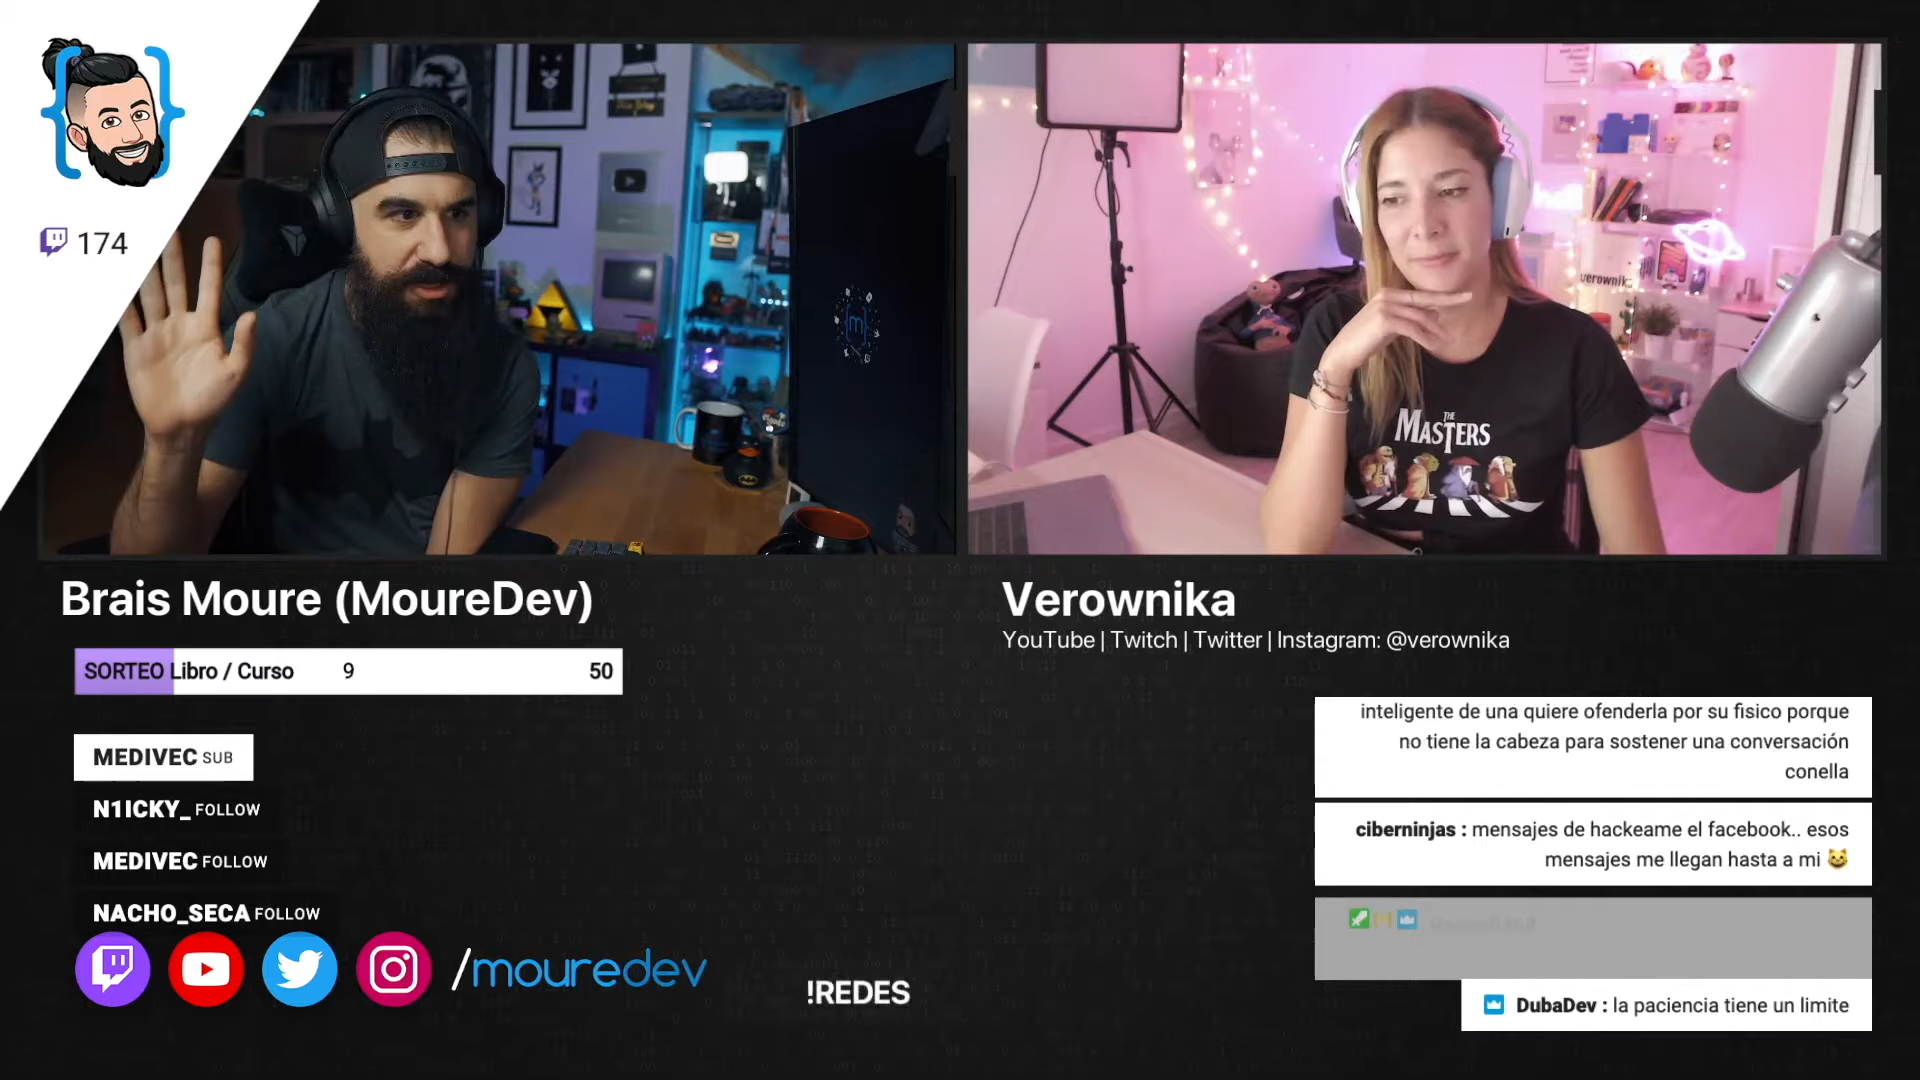 174
verownik
THE
MASTERS
{m}
Brais Moure (MoureDev)
Verownika
YouTube | Twitch | Twitter | Instagram: @verownika
SORTEO Libro / Curso 9 50
MEDIVEC SUB
N1ICKY_ FOLLOW
MEDIVEC FOLLOW
NACHO_SECA FOLLOW
/mouredev
!REDES
inteligente de una quiere ofenderla por su fisico porque
no tiene la cabeza para sostener una conversación
conella
ciberninjas : mensajes de hackeame el facebook.. esos
mensajes me llegan hasta a mi 😺
DubaDev : la paciencia tiene un limite